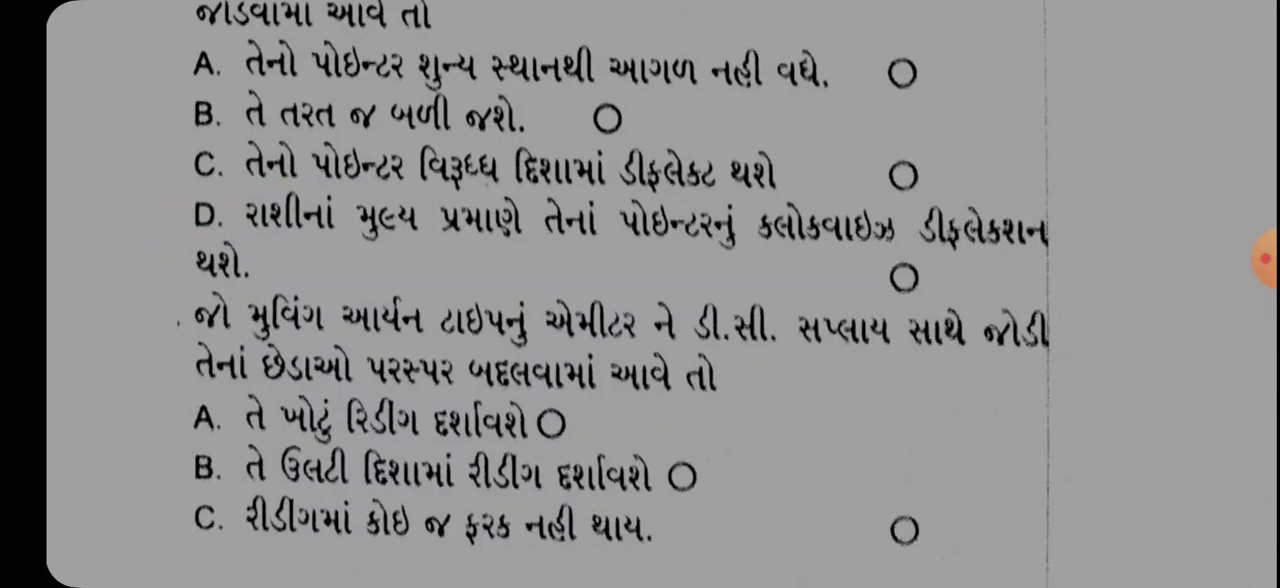 જોડવામાં આવે તો
A. તેનો પોઇન્ટર શુન્ય સ્થાનથી આગળ નહી વધે. O
B. તે તરત જ બળી જશે. O
C. તેનો પોઇન્ટર વિરૂધ્ધ દિશામાં ડીફલેકટ થશે O
D. રાશીનાં મુલ્ય પ્રમાણે તેનાં પોઇન્ટરનું કલોકવાઇઝ ડીફલેકશન
થશે. O
. જો મુવિંગ આર્યન ટાઇપનું એમીટર ને ડી.સી. સપ્લાય સાથે જોડી
તેનાં છેડાઓ પરસ્પર બદલવામાં આવે તો
A. તે ખોટું રિડીંગ દર્શાવશે O
B. તે ઉલટી દિશામાં રીડીંગ દર્શાવશે O
C. રીડીંગમાં કોઇ જ ફરક નહી થાય. O